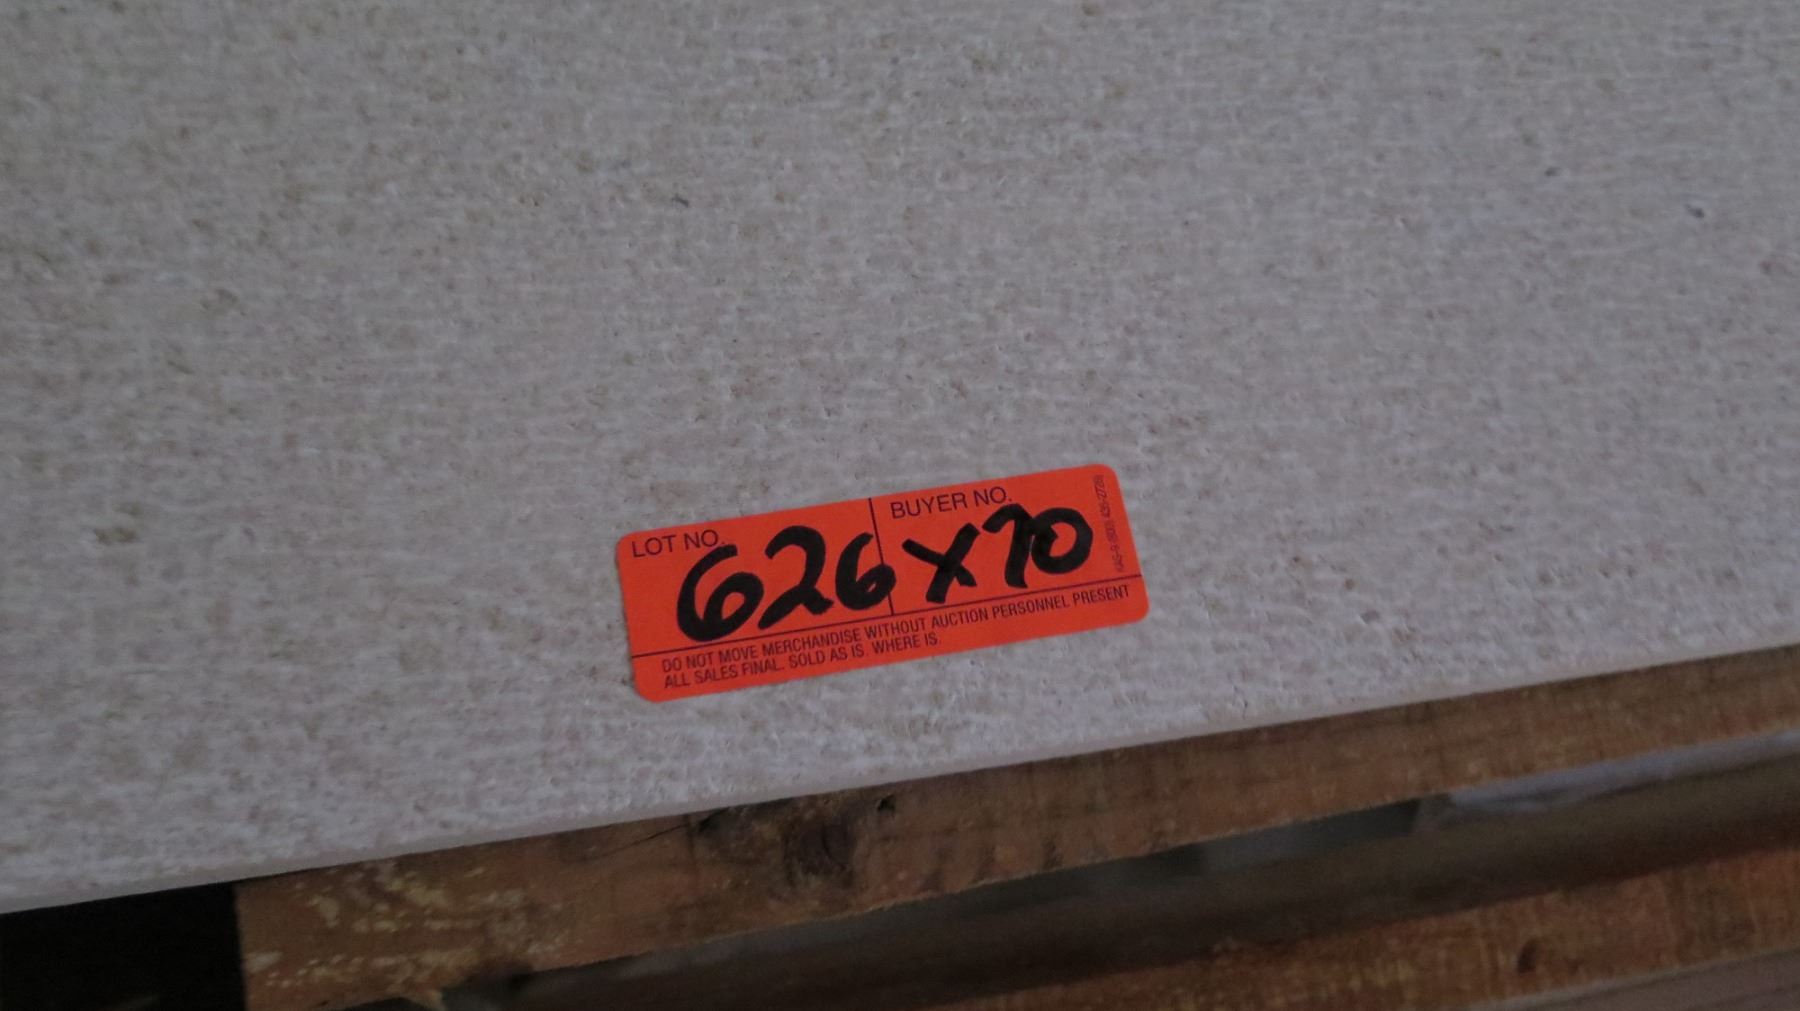 LOT NO.
BUYER NO.
626 x 70
DO NOT MOVE MERCHANDISE WITHOUT AUCTION PERSONNEL PRESENT
ALL SALES FINAL. SOLD AS IS. WHERE IS.